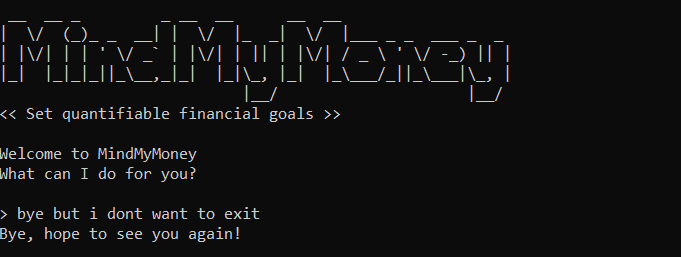 MindMyMoney
<< Set quantifiable financial goals >>
Welcome to MindMyMoney
What can I do for you?
> bye but i dont want to exit
Bye, hope to see you again!